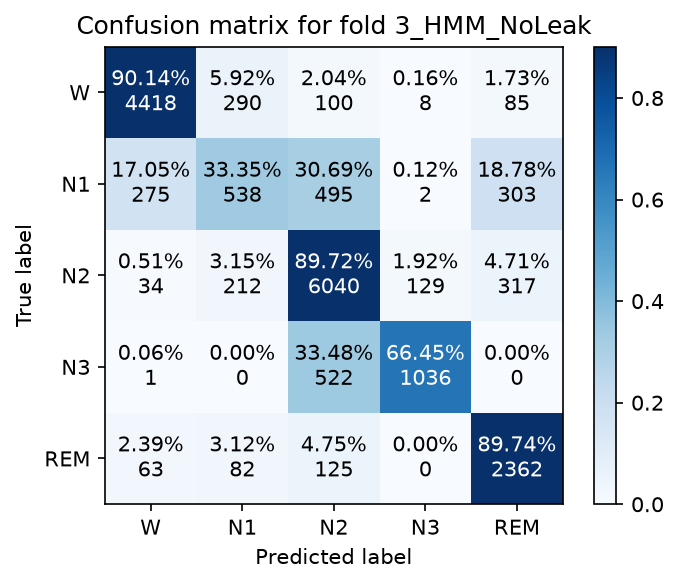 Confusion matrix for fold 3_HMM_NoLeak
W
90.14% 5.92% 2.04% 0.16% 1.73%
4418 290 100 8 85
N1
17.05% 33.35% 30.69% 0.12% 18.78%
275 538 495 2 303
N2
0.51% 3.15% 89.72% 1.92% 4.71%
34 212 6040 129 317
N3
0.06% 0.00% 33.48% 66.45% 0.00%
1 0 522 1036 0
REM
2.39% 3.12% 4.75% 0.00% 89.74%
63 82 125 0 2362
W N1 N2 N3 REM
Predicted label
True label
0.8
0.6
0.4
0.2
0.0